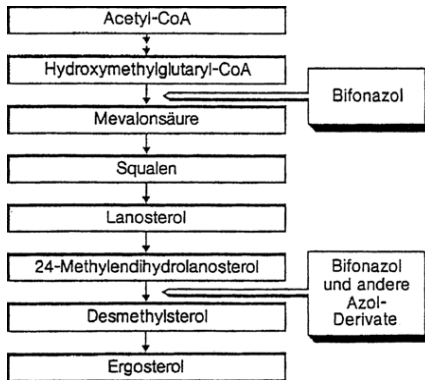 Acetyl-CoA
Hydroxymethylglutaryl-CoA
Bifonazol
Mevalonsäure
Squalen
Lanosterol
24-Methylendihydrolanosterol
Bifonazol
und andere
Azol-
Derivate
Desmethylsterol
Ergosterol